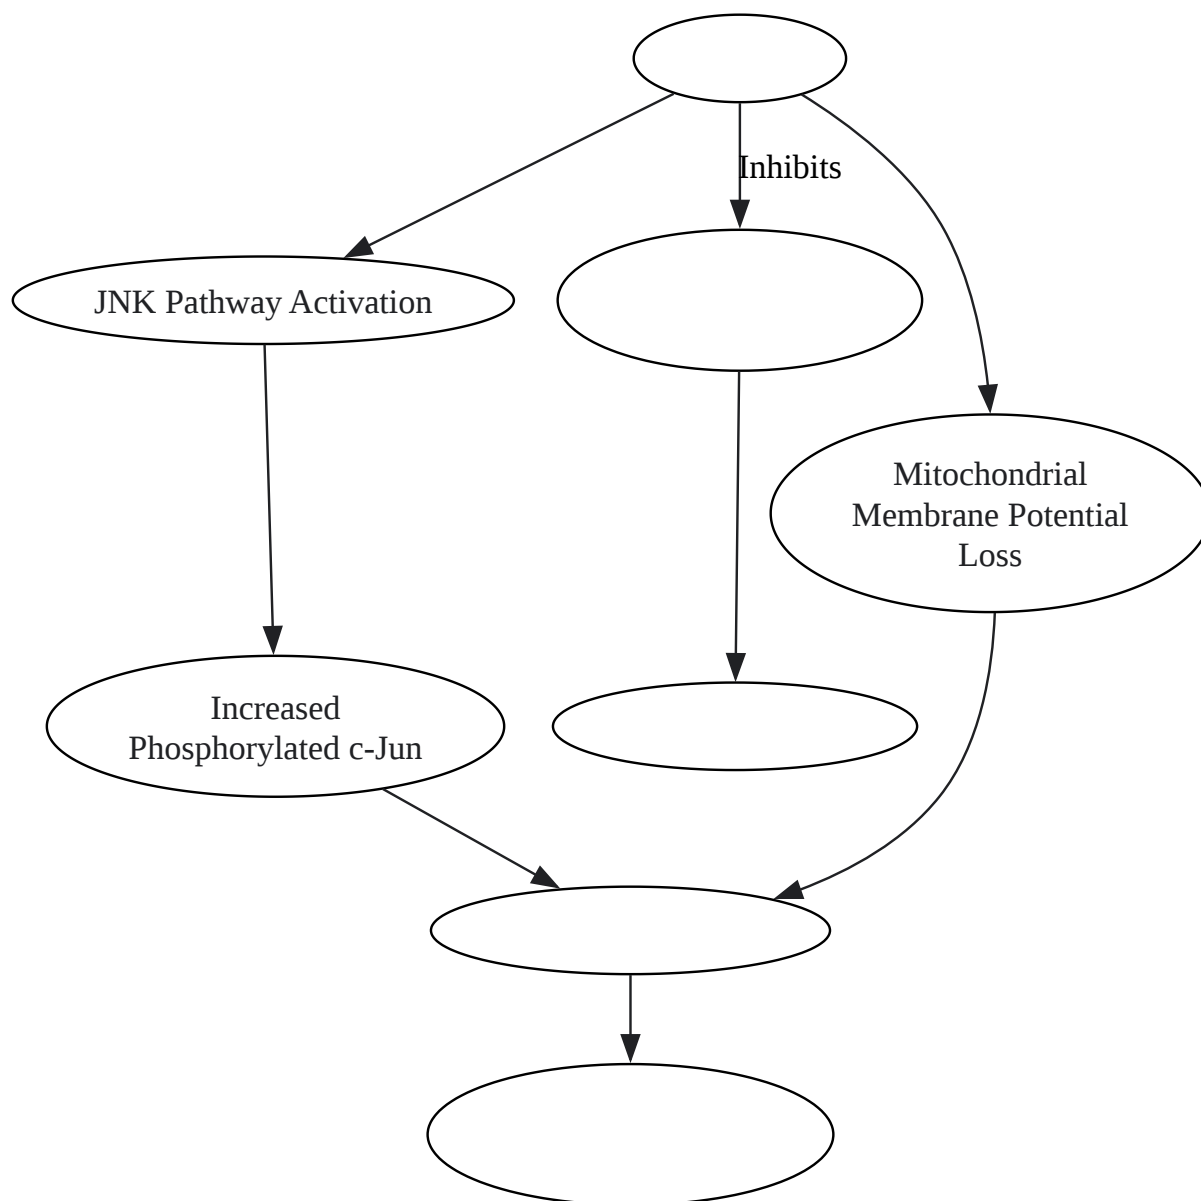 Inhibits
JNK Pathway Activation
Mitochondrial
Membrane Potential
Loss
Increased
Phosphorylated c-Jun